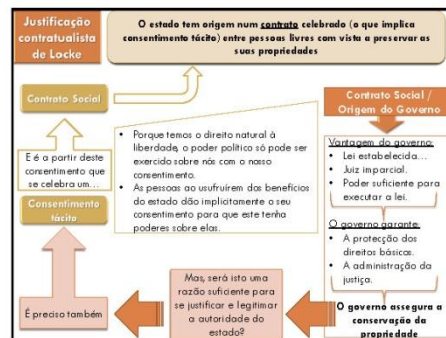 Justificação
contratualista
de Locke
O estado tem origem num contrato celebrado (o que implica
consentimento tácito) entre pessoas livres com vista a preservar as
suas propriedades
Contrato Social
E é a partir deste
consentimento que
se celebra um...
Consentimento
tácito
É preciso também
• Porque temos o direito natural à
liberdade, o poder político só pode ser
exercido sobre nós com o nosso
consentimento.
• As pessoas ao usufruírem dos benefícios
do estado dão implicitamente o seu
consentimento para que este tenha
poderes sobre elas.
Mas, será isto uma
razão suficiente para
se justificar e legitimar
a autoridade do
estado?
Contrato Social /
Origem do Governo
Vantagem do governo:
• Lei estabelecida...
• Juiz imparcial.
• Poder suficiente para
executar a lei.
O governo garante:
• A protecção dos
direitos básicos.
• A administração da
justiça.
O governo assegura a
conservação da
propriedade